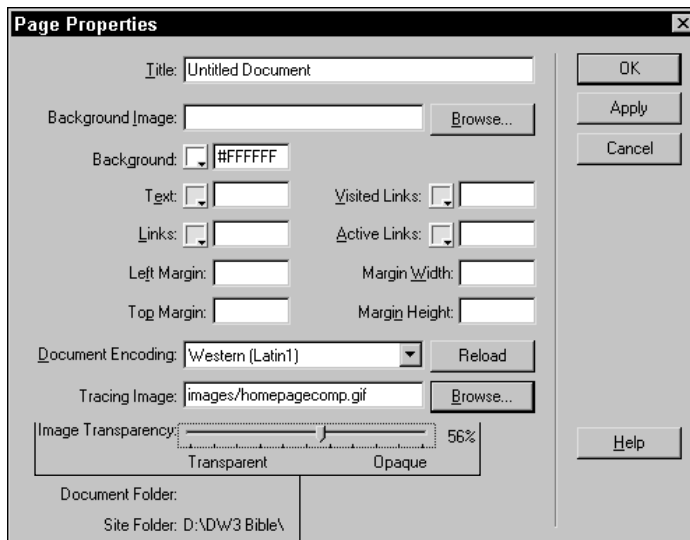 Page Properties
Title: Untitled Document
OK
Background Image:
Browse...
Apply
Background: #FFFFFF
Cancel
Text:
Visited Links:
Links:
Active Links:
Left Margin:
Margin Width:
Top Margin:
Margin Height:
Document Encoding: Western (Latin1)
Reload
Tracing Image: images/homepagecomp.gif
Browse...
Image Transparency:
56%
Transparent
Opaque
Help
Document Folder:
Site Folder: D:\DW3 Bible\